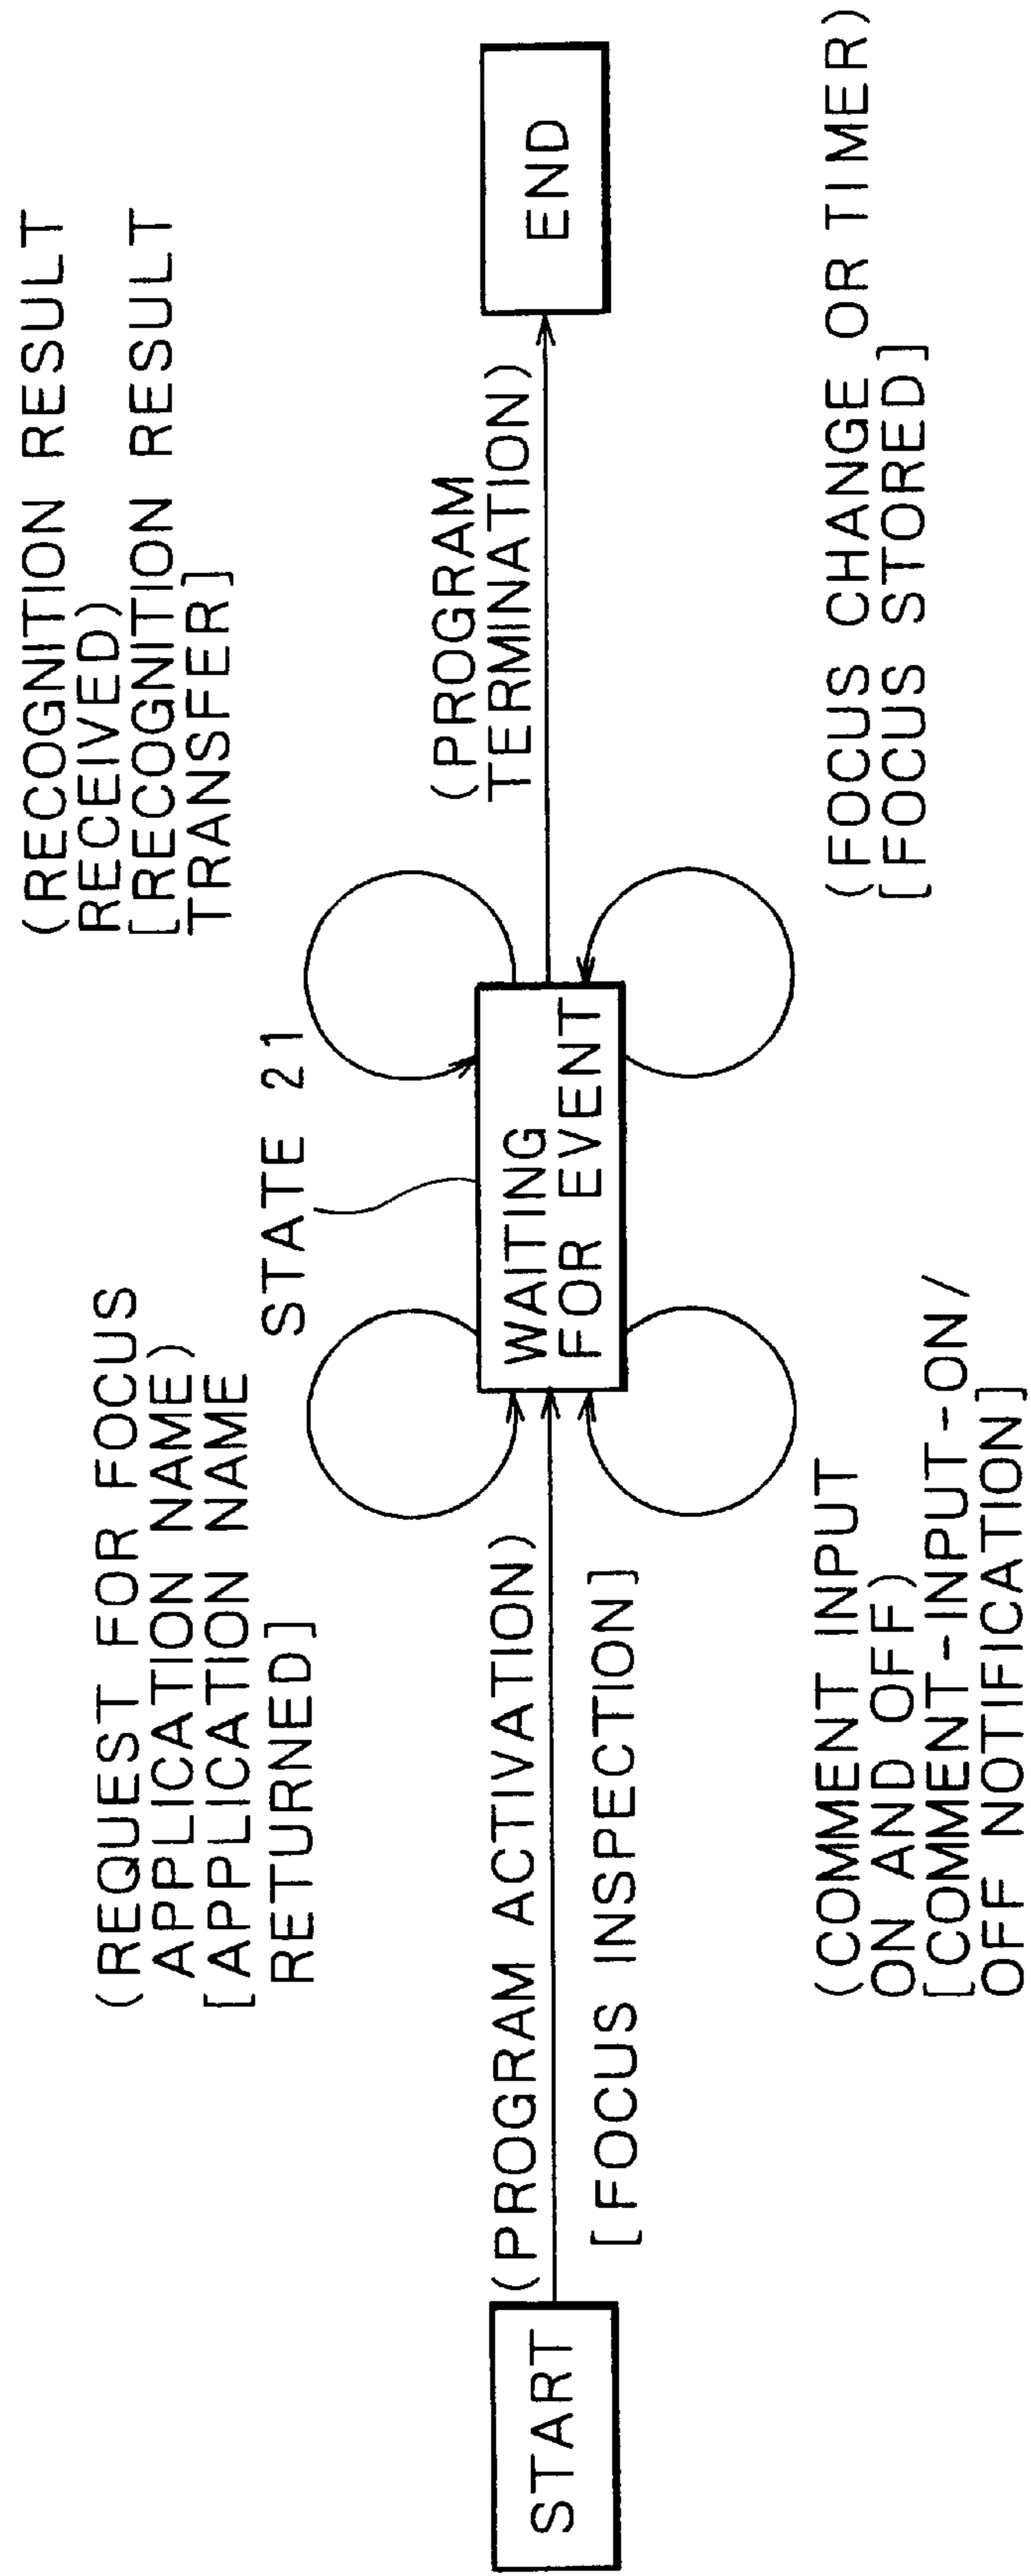 (REQUEST FOR FOCUS
APPLICATION NAME)
[APPLICATION NAME
RETURNED]
(RECOGNITION RESULT
RECEIVED)
[RECOGNITION RESULT
TRANSFER]
STATE 21
START
(PROGRAM ACTIVATION)
[FOCUS INSPECTION]
WAITING
FOR EVENT
(PROGRAM
TERMINATION)
END
(COMMENT INPUT
ON AND OFF)
[COMMENT-INPUT-ON/
OFF NOTIFICATION]
(FOCUS CHANGE OR TIMER)
[FOCUS STORED]